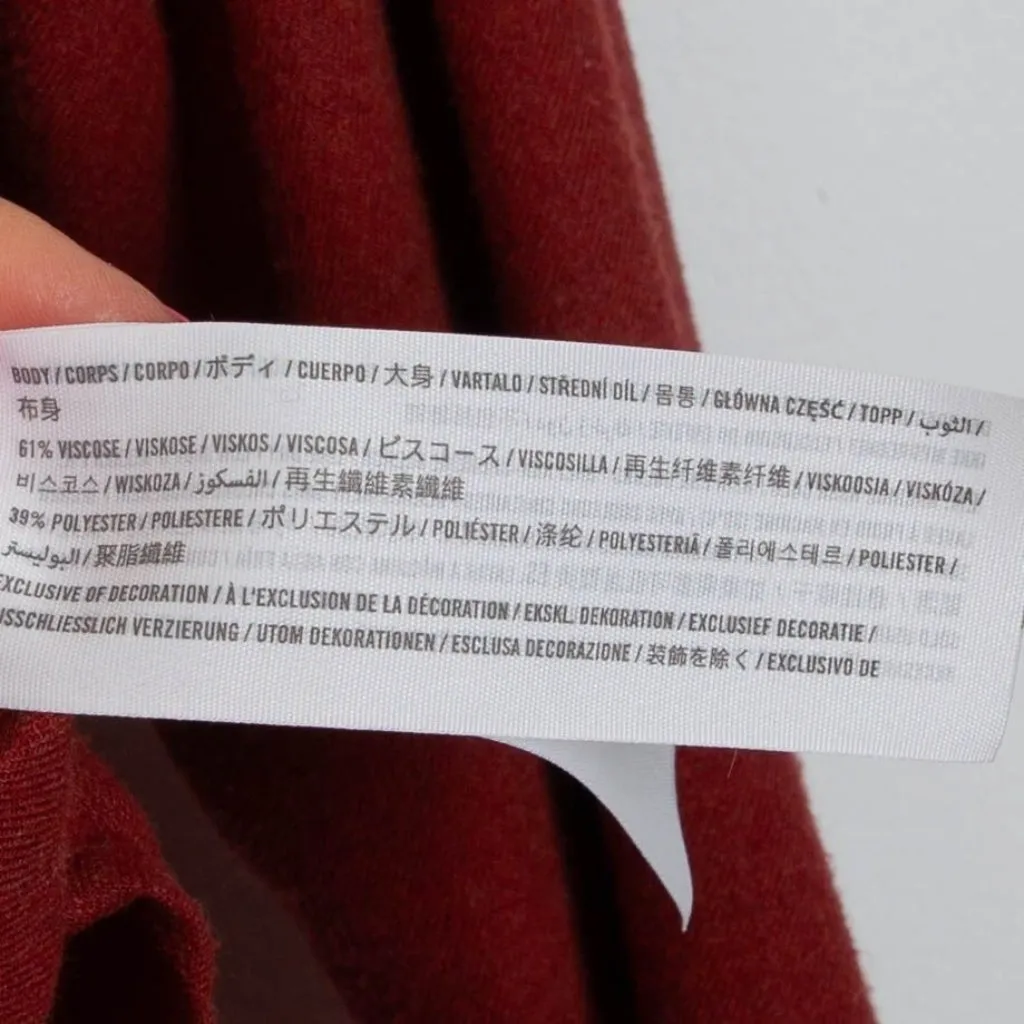 BODY / CORPS / CORPO / ボディ / CUERPO / 大身 / VARTALO / STŘEDNÍ DÍL / 몸통 / GŁÓWNA CZĘŚĆ / TOPP / الثوب /
布身
61% VISCOSE / VISKOSE / VISKOS / VISCOSA / ビスコース / VISCOSILLA / 再生纤维素纤维 / VISKOOSIA / VISKÓZA /
비스코스 / WISKOZA / الفسكوز / 再生纖維素纖維
39% POLYESTER / POLIESTERE / ポリエステル / POLIÉSTER / 涤纶 / POLYESTERIÄ / 폴리에스테르 / POLIESTER /
البوليستر / 聚脂纖維
EXCLUSIVE OF DECORATION / À L'EXCLUSION DE LA DÉCORATION / EKSKL. DEKORATION / EXCLUSIEF DECORATIE /
USSCHLIESSLICH VERZIERUNG / UTOM DEKORATIONEN / ESCLUSA DECORAZIONE / 装飾を除く / EXCLUSIVO DE